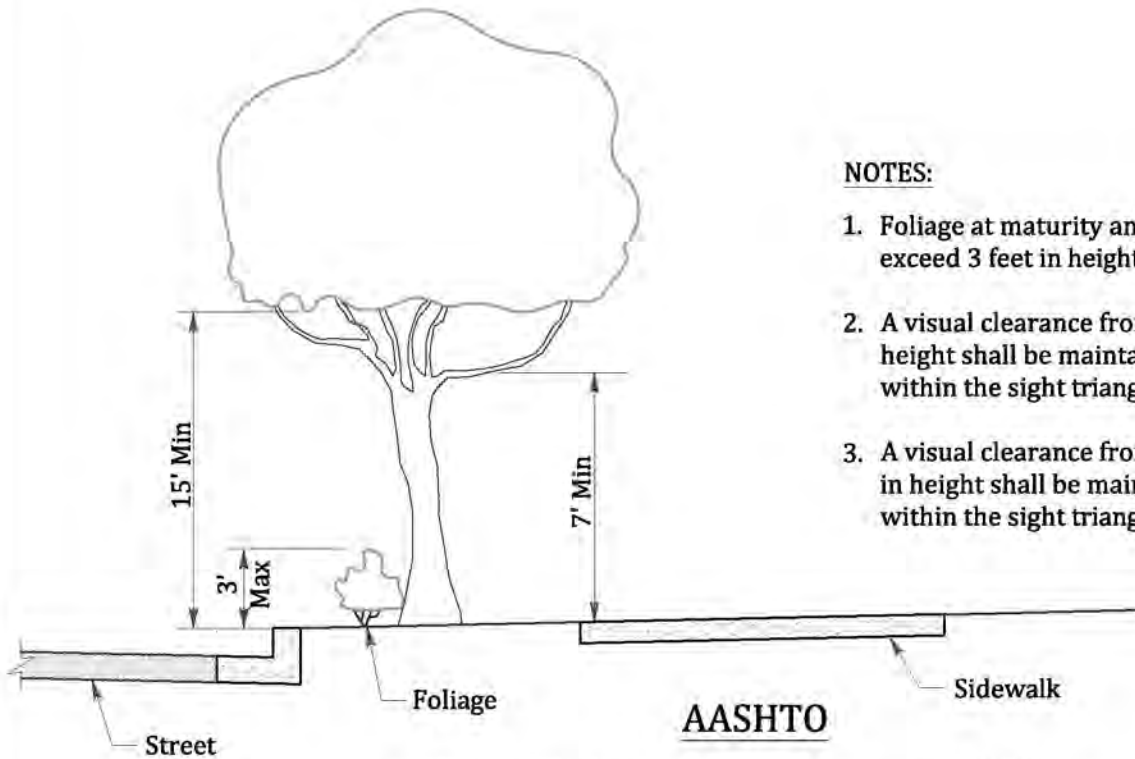 NOTES:
1. Foliage at maturity an
exceed 3 feet in height
2. A visual clearance fro
height shall be mainta
within the sight triang
3. A visual clearance fro
in height shall be main
within the sight triang
15' Min
7' Min
3'
Max
Foliage
Sidewalk
Street
AASHTO